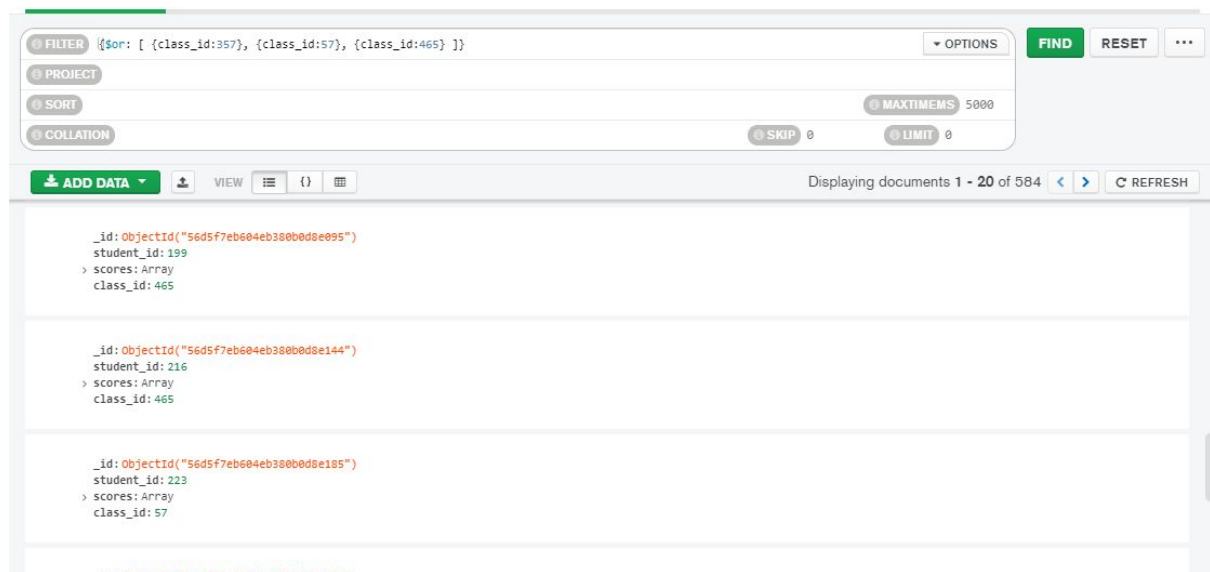 FILTER {$or: [ {class_id:357}, {class_id:57}, {class_id:465} ]} OPTIONS FIND RESET ...
PROJECT
SORT MAXTIMEMS 5000
COLLATION SKIP 0 LIMIT 0
ADD DATA VIEW {} Displaying documents 1 - 20 of 584 < > REFRESH
_id: ObjectId("56d5f7eb604eb380b0d8e095")
student_id: 199
> scores: Array
class_id: 465
_id: ObjectId("56d5f7eb604eb380b0d8e144")
student_id: 216
> scores: Array
class_id: 465
_id: ObjectId("56d5f7eb604eb380b0d8e185")
student_id: 223
> scores: Array
class_id: 57